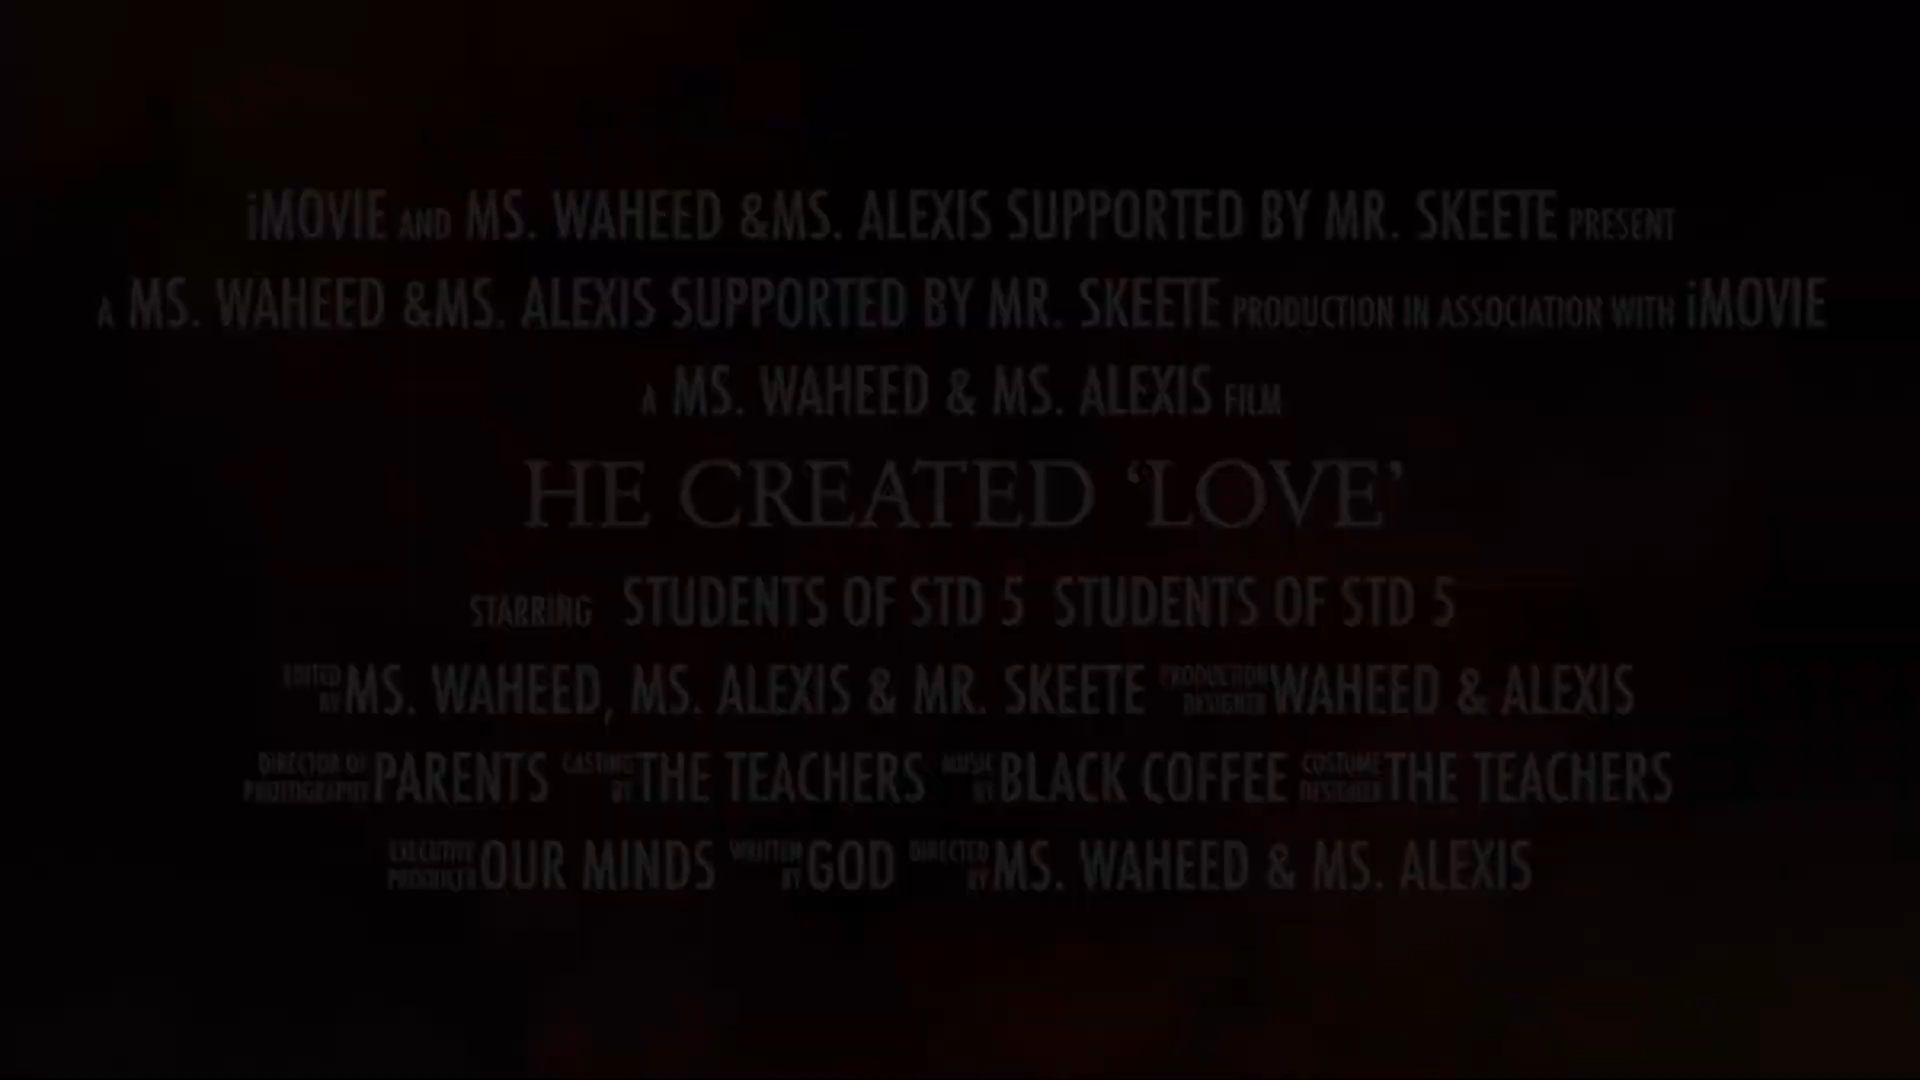 iMOVIE AND MS. WAHEED &MS. ALEXIS SUPPORTED BY MR. SKEETE PRESENT
A MS. WAHEED &MS. ALEXIS SUPPORTED BY MR. SKEETE PRODUCTION IN ASSOCIATION WITH iMOVIE
A MS. WAHEED & MS. ALEXIS FILM
HE CREATED ‘LOVE’
STARRING STUDENTS OF STD 5 STUDENTS OF STD 5
EDITED BY MS. WAHEED, MS. ALEXIS & MR. SKEETE PRODUCTION DESIGNER WAHEED & ALEXIS
DIRECTOR OF PHOTOGRAPHY PARENTS CASTING BY THE TEACHERS MUSIC BY BLACK COFFEE COSTUME DESIGNER THE TEACHERS
EXECUTIVE PRODUCER OUR MINDS WRITTEN BY GOD DIRECTED BY MS. WAHEED & MS. ALEXIS